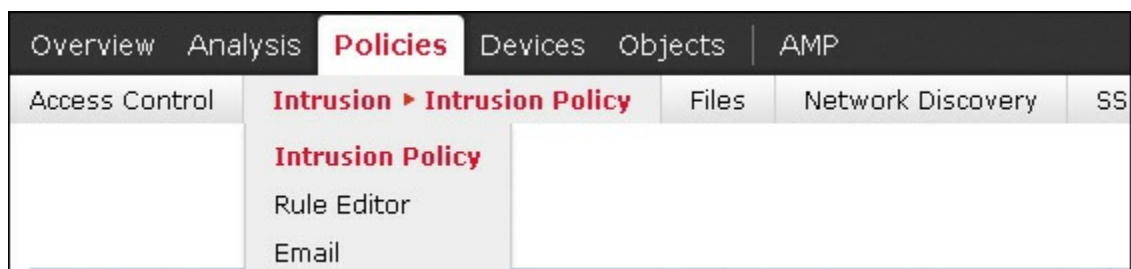 Overview Analysis Policies Devices Objects | AMP
Access Control Intrusion ▸ Intrusion Policy Files Network Discovery SS
Intrusion Policy
Rule Editor
Email